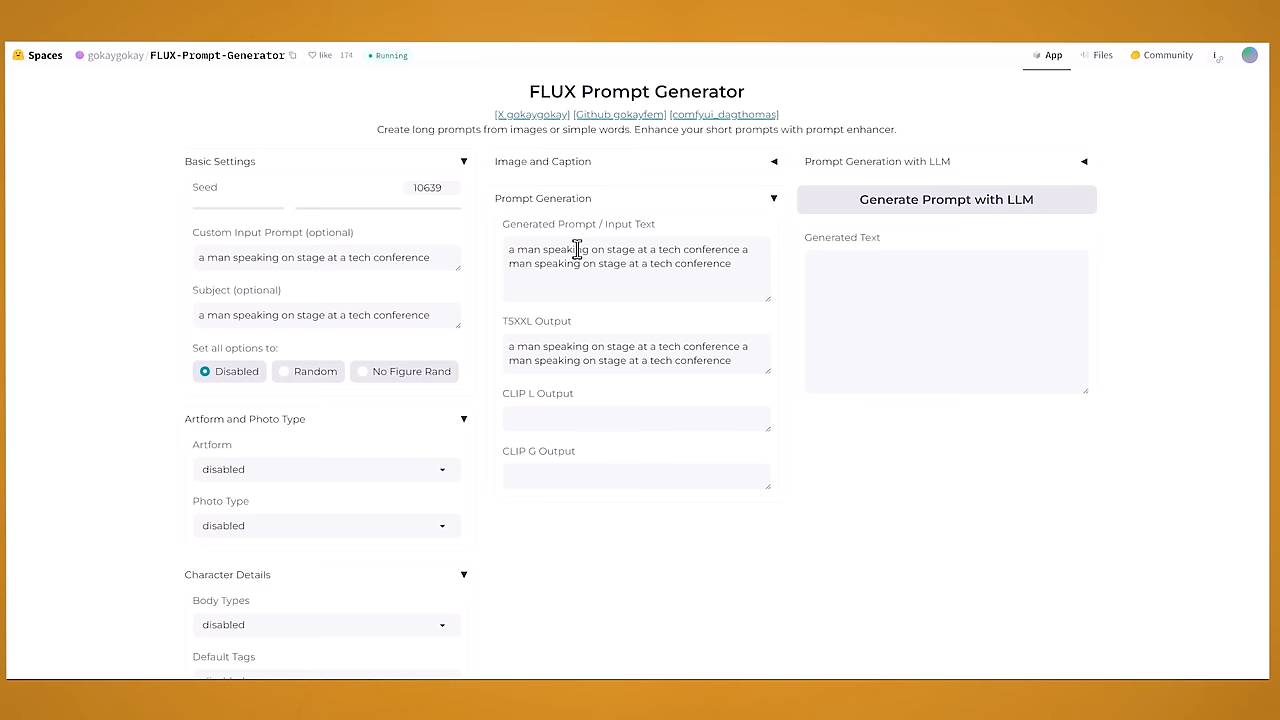 Spaces gokaygokay/FLUX-Prompt-Generator like 174 Running App Files Community
FLUX Prompt Generator
[X gokaygokay] [Github gokayfem] [comfyui_dagthomas]
Create long prompts from images or simple words. Enhance your short prompts with prompt enhancer.
Basic Settings
Seed 10639
Custom Input Prompt (optional)
a man speaking on stage at a tech conference
Subject (optional)
a man speaking on stage at a tech conference
Set all options to:
Disabled Random No Figure Rand
Artform and Photo Type
Artform
disabled
Photo Type
disabled
Character Details
Body Types
disabled
Default Tags
Image and Caption
Prompt Generation
Generated Prompt / Input Text
a man speaking on stage at a tech conference a
man speaking on stage at a tech conference
T5XXL Output
a man speaking on stage at a tech conference a
man speaking on stage at a tech conference
CLIP L Output
CLIP G Output
Prompt Generation with LLM
Generate Prompt with LLM
Generated Text